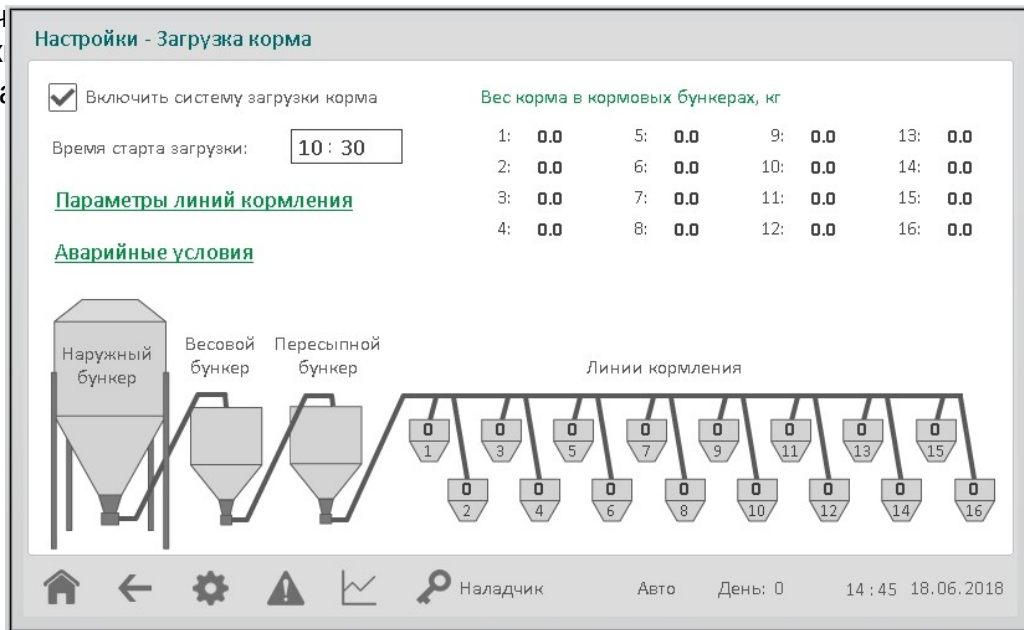 Настройки - Загрузка корма
Включить систему загрузки корма
Время старта загрузки: 10 : 30
Параметры линий кормления
Аварийные условия
Вес корма в кормовых бункерах, кг
1: 0.0 5: 0.0 9: 0.0 13: 0.0
2: 0.0 6: 0.0 10: 0.0 14: 0.0
3: 0.0 7: 0.0 11: 0.0 15: 0.0
4: 0.0 8: 0.0 12: 0.0 16: 0.0
Наружный
бункер
Весовой
бункер
Пересыпной
бункер
Линии кормления
0 0 0 0 0 0 0 0
1 3 5 7 9 11 13 15
0 0 0 0 0 0 0 0
2 4 6 8 10 12 14 16
Наладчик Авто День: 0 14:45 18.06.2018